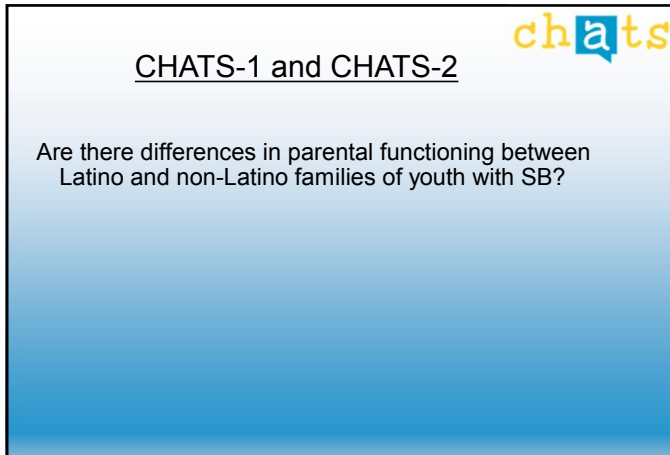 chats
CHATS-1 and CHATS-2
Are there differences in parental functioning between
Latino and non-Latino families of youth with SB?